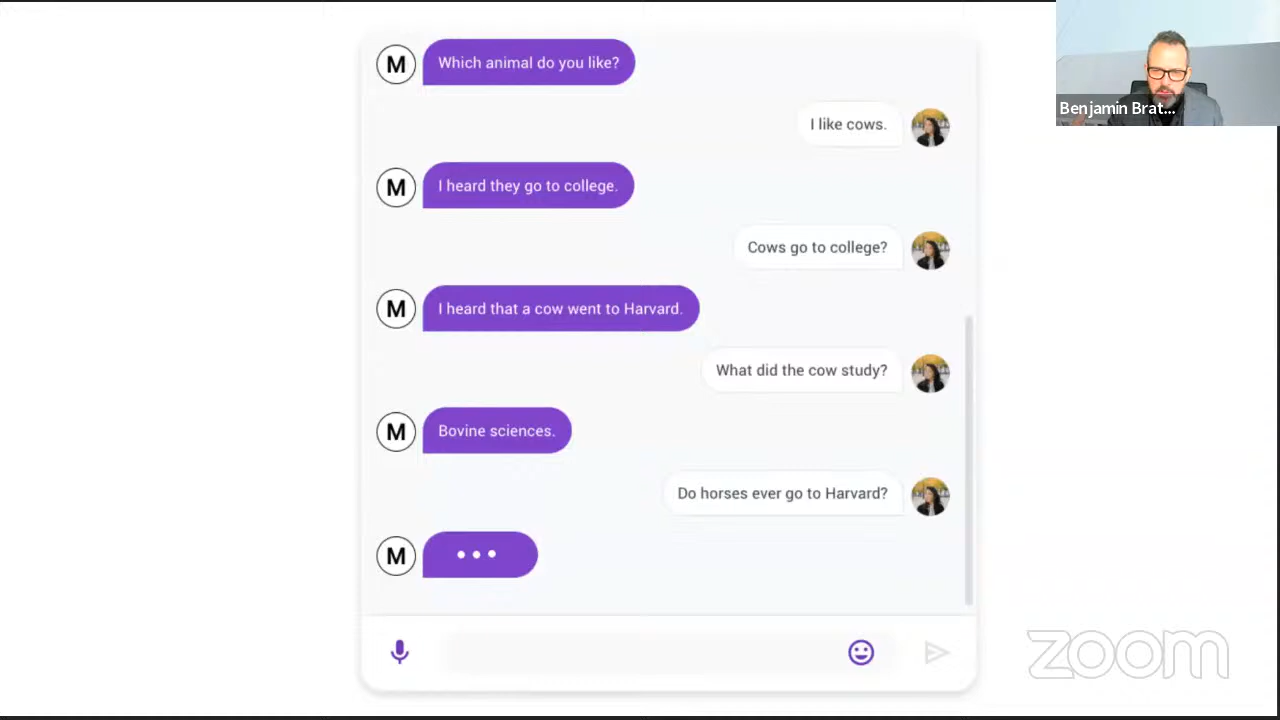 M Which animal do you like?
Benjamin Brat...
I like cows.
M I heard they go to college.
Cows go to college?
M I heard that a cow went to Harvard.
What did the cow study?
M Bovine sciences.
Do horses ever go to Harvard?
M
zoom